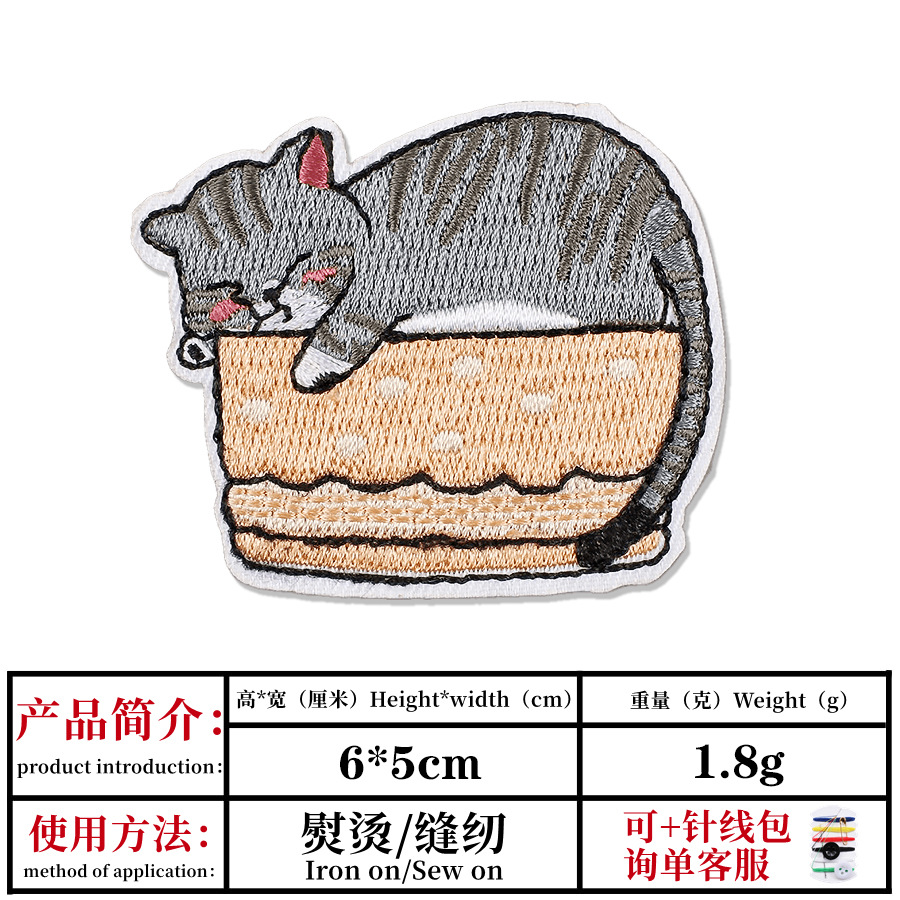 产品简介：
product introduction:
高*宽（厘米）Height*width（cm）
重量（克）Weight（g）
6*5cm
1.8g
使用方法：
method of application:
熨烫/缝纫
Iron on/Sew on
可+针线包
询单客服